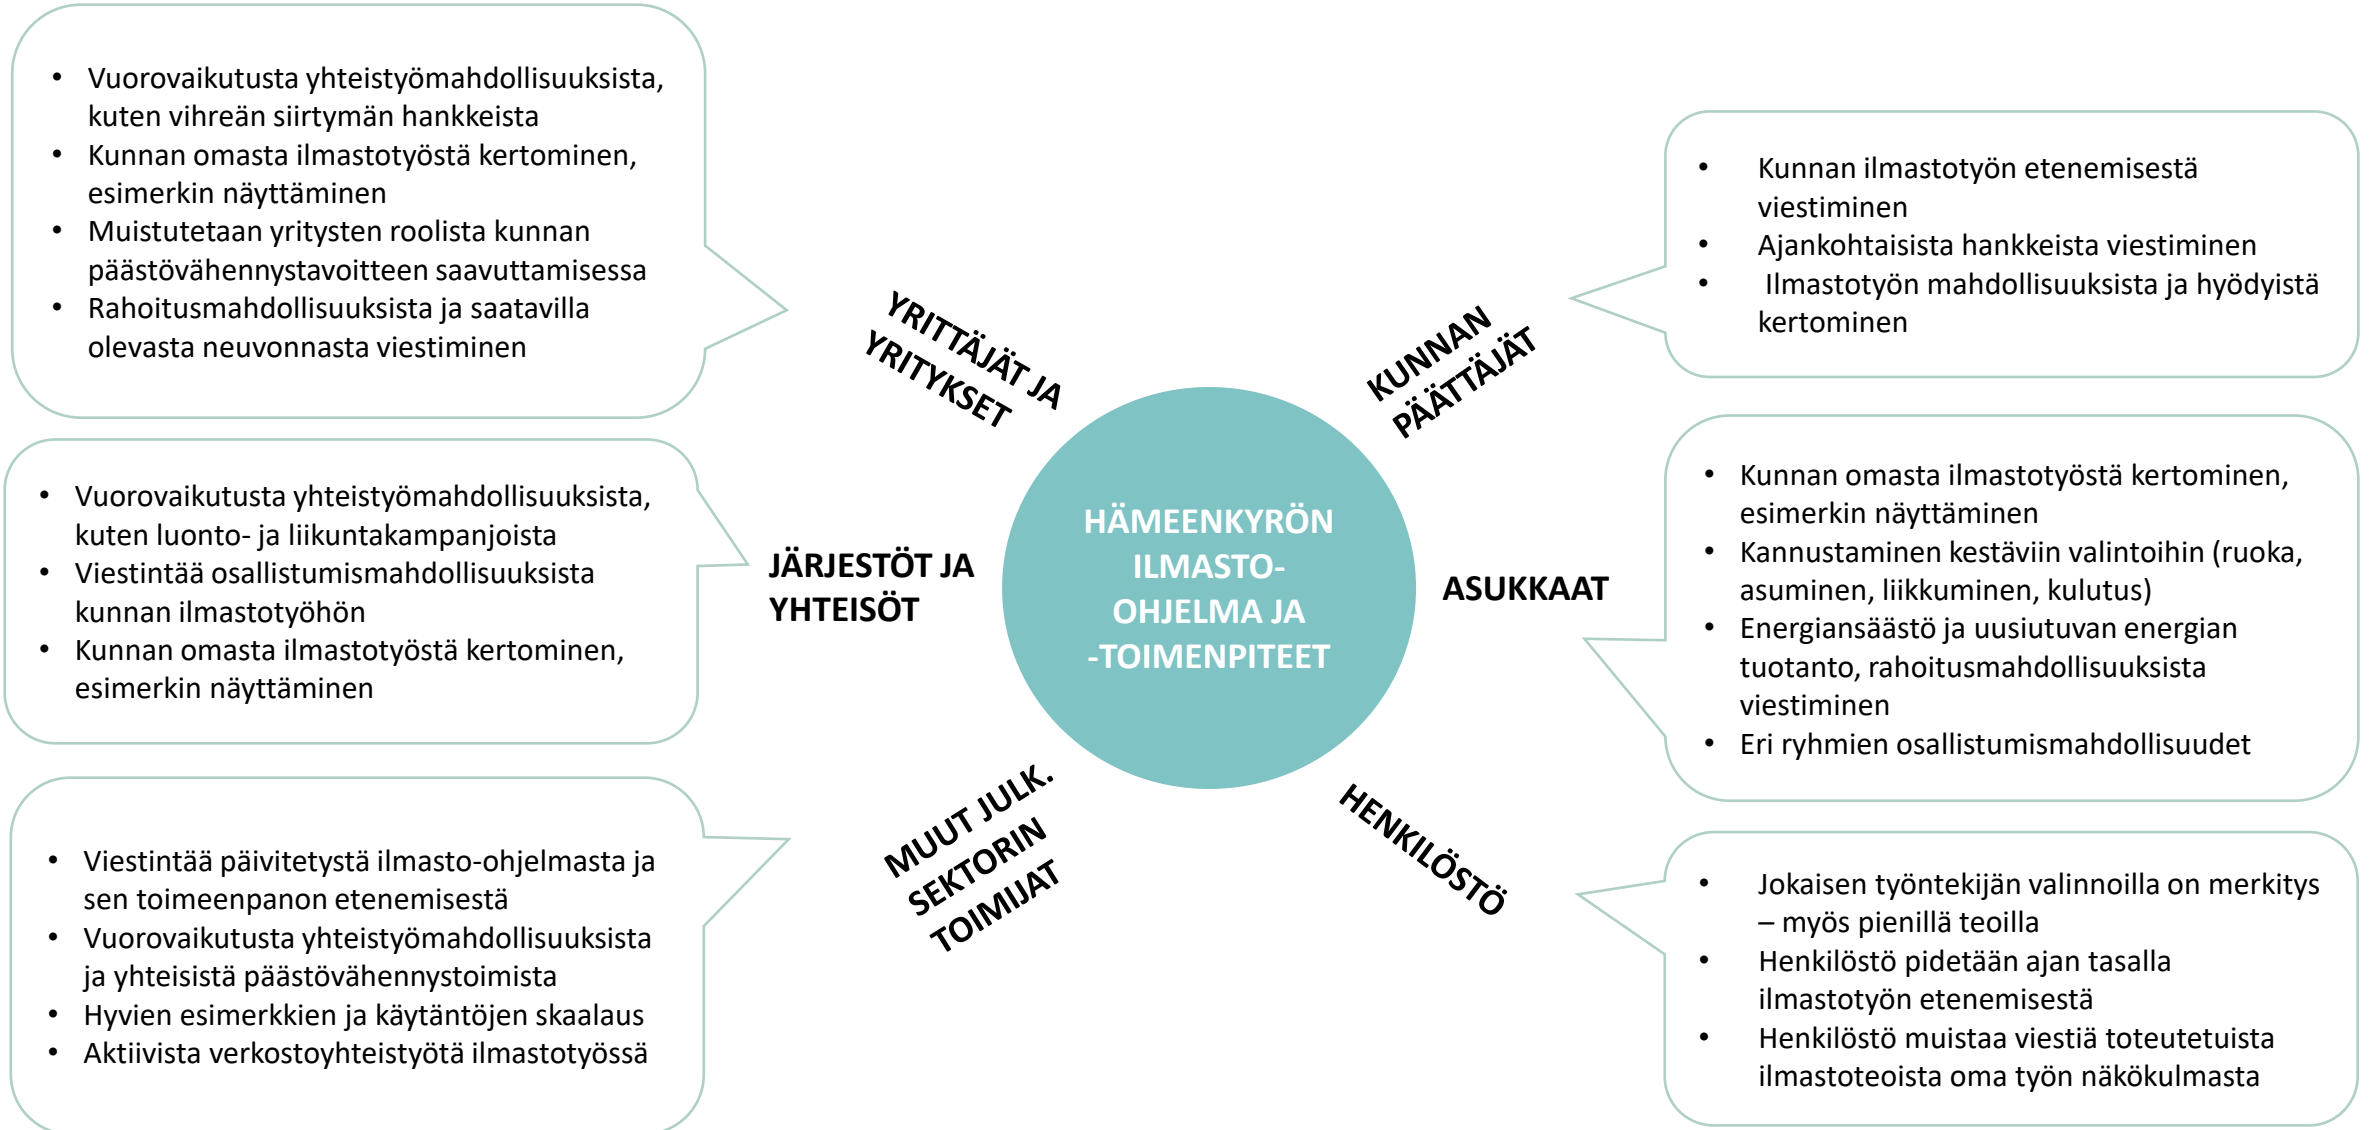 • Vuorovaikutusta yhteistyömahdollisuuksista,
kuten vihreän siirtymän hankkeista
• Kunnan omasta ilmastotyöstä kertominen,
esimerkin näyttäminen
• Muistutetaan yritysten roolista kunnan
päästövähennystavoitteen saavuttamisessa
• Rahoitusmahdollisuuksista ja saatavilla
olevasta neuvonnasta viestiminen
YRITTÄJÄT JA
YRITYKSET
• Vuorovaikutusta yhteistyömahdollisuuksista,
kuten luonto- ja liikuntakampanjoista
• Viestintää osallistumismahdollisuuksista
kunnan ilmastotyöhön
• Kunnan omasta ilmastotyöstä kertominen,
esimerkin näyttäminen
JÄRJESTÖT JA
YHTEISÖT
• Viestintää päivitetystä ilmasto-ohjelmasta ja
sen toimeenpanon etenemisestä
• Vuorovaikutusta yhteistyömahdollisuuksista
ja yhteisistä päästövähennystoimista
• Hyvien esimerkkien ja käytäntöjen skaalaus
• Aktiivista verkostoyhteistyötä ilmastotyössä
MUUT JULK.
SEKTORIN
TOIMIJAT
HÄMEENKYRÖN
ILMASTO-
OHJELMA JA
-TOIMENPITEET
KUNNAN
PÄÄTTÄJÄT
• Kunnan ilmastotyön etenemisestä
viestiminen
• Ajankohtaisista hankkeista viestiminen
• Ilmastotyön mahdollisuuksista ja hyödyistä
kertominen
ASUKKAAT
• Kunnan omasta ilmastotyöstä kertominen,
esimerkin näyttäminen
• Kannustaminen kestäviin valintoihin (ruoka,
asuminen, liikkuminen, kulutus)
• Energiansäästö ja uusiutuvan energian
tuotanto, rahoitusmahdollisuuksista
viestiminen
• Eri ryhmien osallistumismahdollisuudet
HENKILÖSTÖ
• Jokaisen työntekijän valinnoilla on merkitys
– myös pienillä teoilla
• Henkilöstö pidetään ajan tasalla
ilmastotyön etenemisestä
• Henkilöstö muistaa viestiä toteutetuista
ilmastoteoista oma työn näkökulmasta